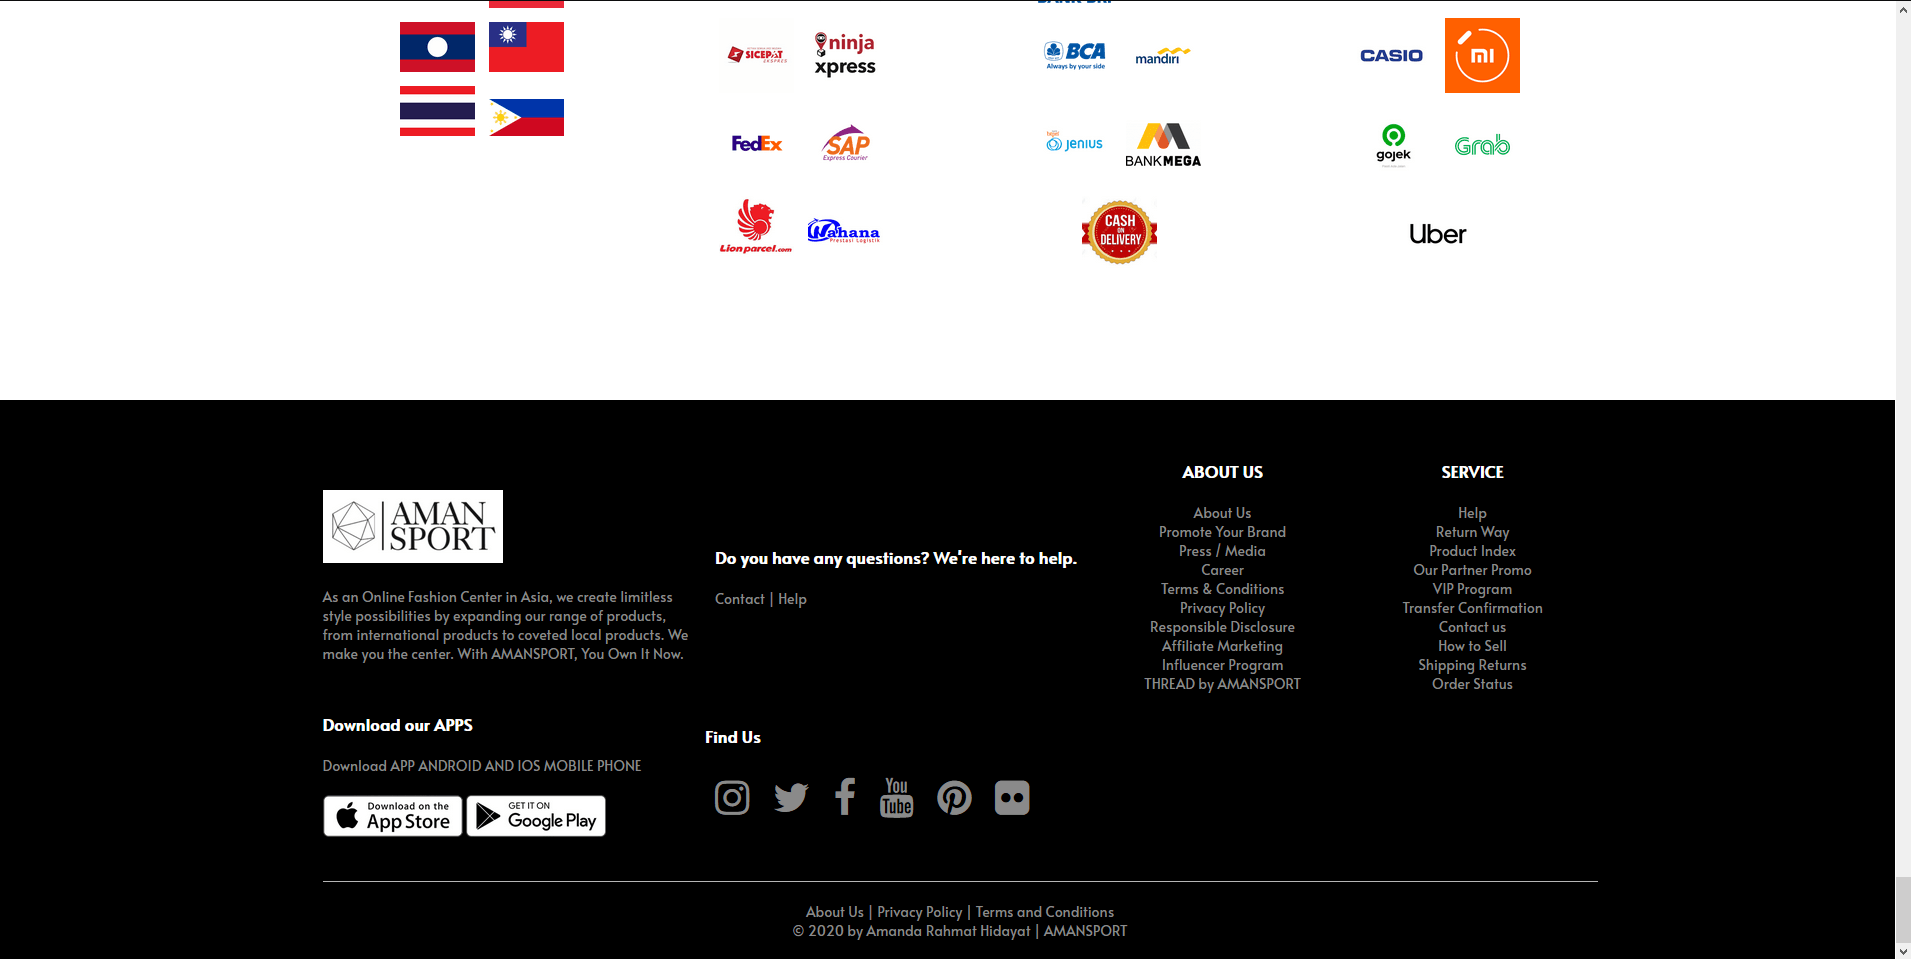 SICEPAT
EKSPRES
ninja
xpress
BCA
Always by your side
mandiri
CASIO
mi
FedEx
SAP
Express Courier
jenius
BANKMEGA
gojek
Grab
Lionparcel.com
Wahana
Prestasi Logistik
CASH
ON
DELIVERY
Uber
AMAN
SPORT
As an Online Fashion Center in Asia, we create limitless
style possibilities by expanding our range of products,
from international products to coveted local products. We
make you the center. With AMANSPORT, You Own It Now.
Download our APPS
Download APP ANDROID AND IOS MOBILE PHONE
Download on the
App Store
GET IT ON
Google Play
Do you have any questions? We're here to help.
Contact | Help
Find Us
You
Tube
ABOUT US
About Us
Promote Your Brand
Press / Media
Career
Terms & Conditions
Privacy Policy
Responsible Disclosure
Affiliate Marketing
Influencer Program
THREAD by AMANSPORT
SERVICE
Help
Return Way
Product Index
Our Partner Promo
VIP Program
Transfer Confirmation
Contact us
How to Sell
Shipping Returns
Order Status
About Us | Privacy Policy | Terms and Conditions
© 2020 by Amanda Rahmat Hidayat | AMANSPORT